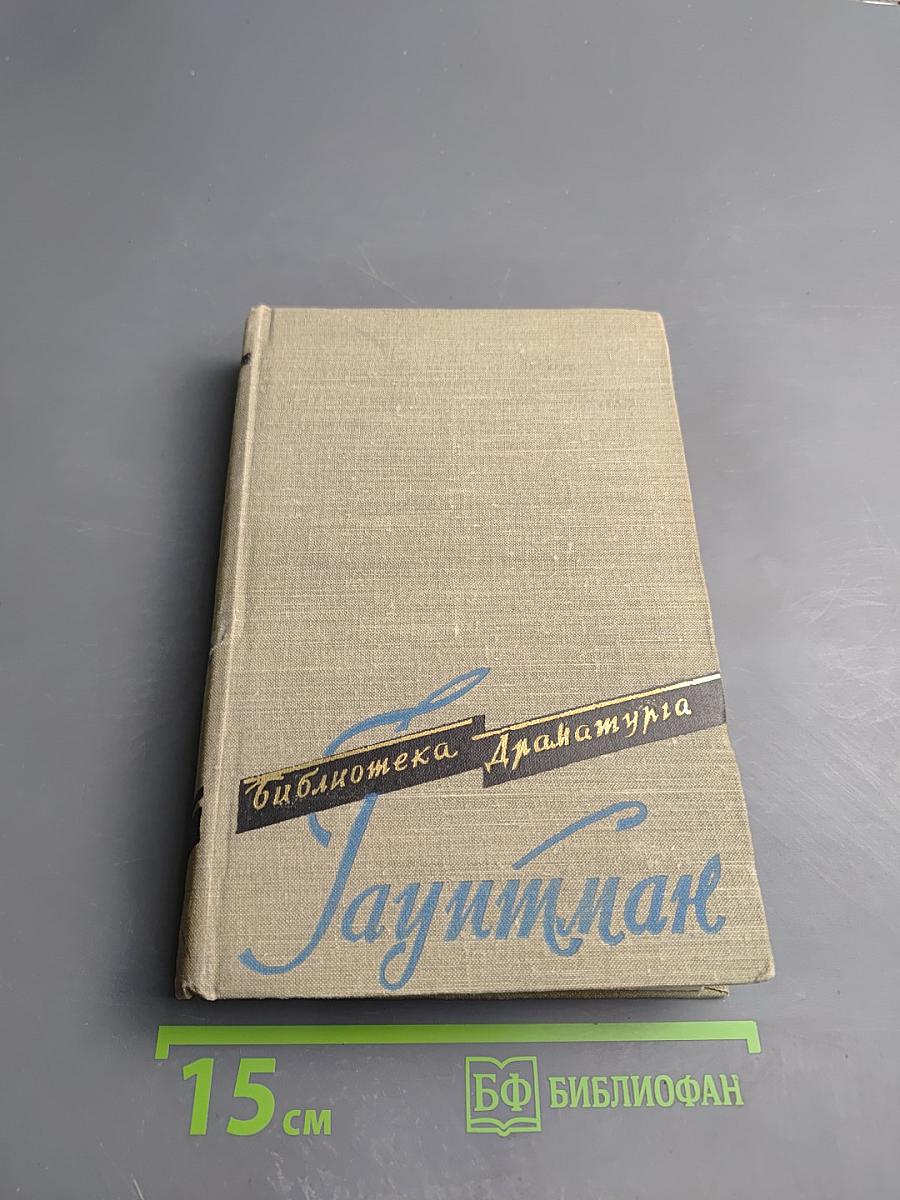 Библиотека Драматурга
Гауптман
15 см
БФ БИБЛИОФАН